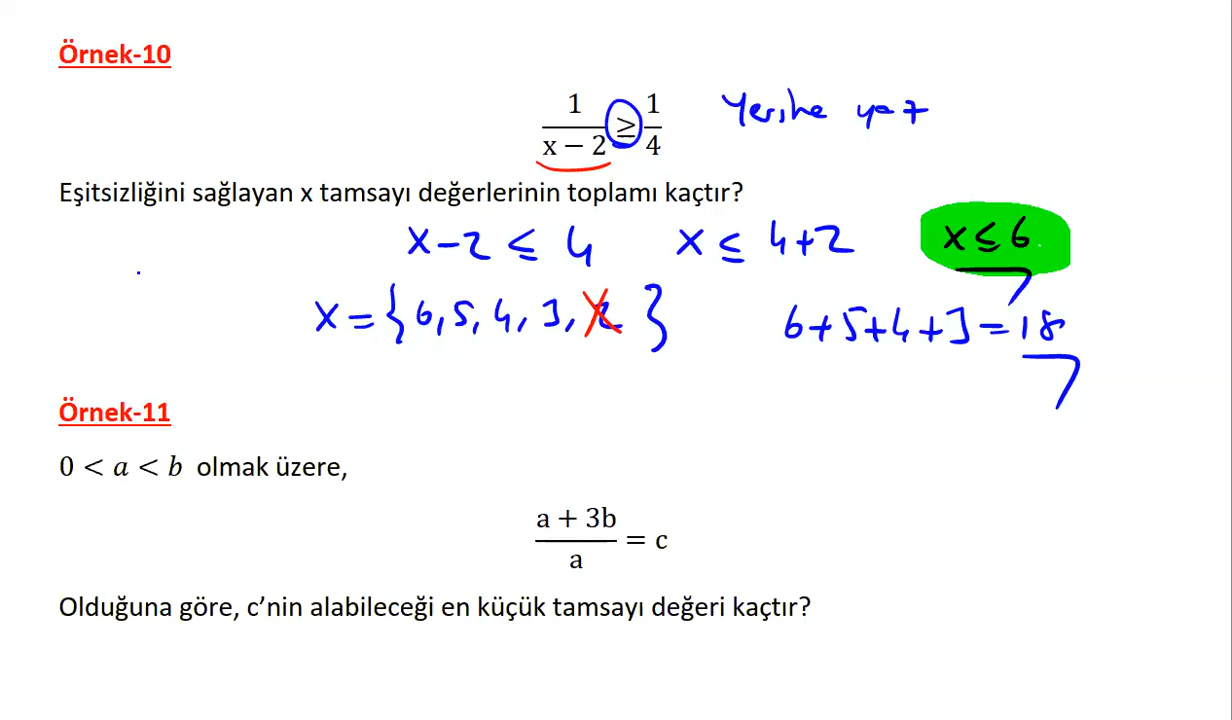 Örnek-10
1/(x − 2) ≥ 1/4 Yerine yaz
Eşitsizliğini sağlayan x tamsayı değerlerinin toplamı kaçtır?
x-2 ≤ 4 x ≤ 4+2 x ≤ 6
x = {6, 5, 4, 3, 2} 6+5+4+3 = 18
Örnek-11
0 < a < b olmak üzere,
(a + 3b)/a = c
Olduğuna göre, c’nin alabileceği en küçük tamsayı değeri kaçtır?